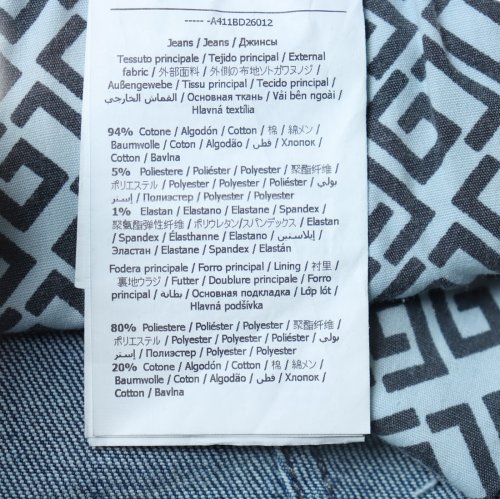 ----- -A411BD26012
Jeans / Jeans / Джинсы
Tessuto principale / Tejido principal / External
fabric / 外部面料 / 外側の布地ソトガワヌノジ /
Außengewebe / Tissu principal / Tecido principal /
القماش الخارجي / Основная ткань / Vải bên ngoài /
Hlavná textília
94% Cotone / Algodón / Cotton / 棉 / 綿メン /
Baumwolle / Coton / Algodão / قطن / Хлопок /
Cotton / Bavlna
5% Poliestere / Poliéster / Polyester / 聚酯纤维 /
ポリエステル / Polyester / Polyester / Poliéster / بولي
إستر / Полиэстер / Polyester / Polyester
1% Elastan / Elastano / Elastane / Spandex /
聚氨酯弹性纤维 / ポリウレタン/スパンデックス / Elastan
/ Spandex / Élasthanne / Elastano / إيلاستين /
Эластан / Elastane / Spandex / Elastán
Fodera principale / Forro principal / Lining / 衬里 /
裏地ウラジ / Futter / Doublure principale / Forro
principal / بطانة / Основная подкладка / Lớp lót /
Hlavná podšívka
80% Poliestere / Poliéster / Polyester / 聚酯纤维 /
ポリエステル / Polyester / Polyester / Poliéster / بولي
إستر / Полиэстер / Polyester / Polyester
20% Cotone / Algodón / Cotton / 棉 / 綿メン /
Baumwolle / Coton / Algodão / قطن / Хлопок /
Cotton / Bavlna